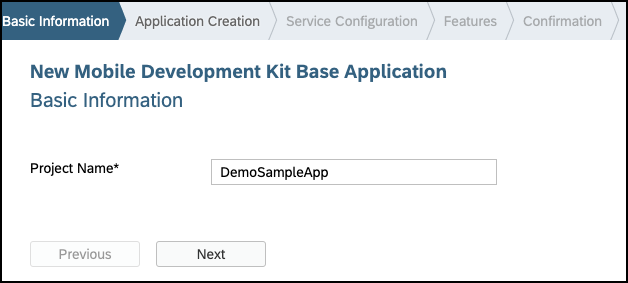 Basic Information Application Creation Service Configuration Features Confirmation
New Mobile Development Kit Base Application
Basic Information
Project Name* DemoSampleApp
Previous Next